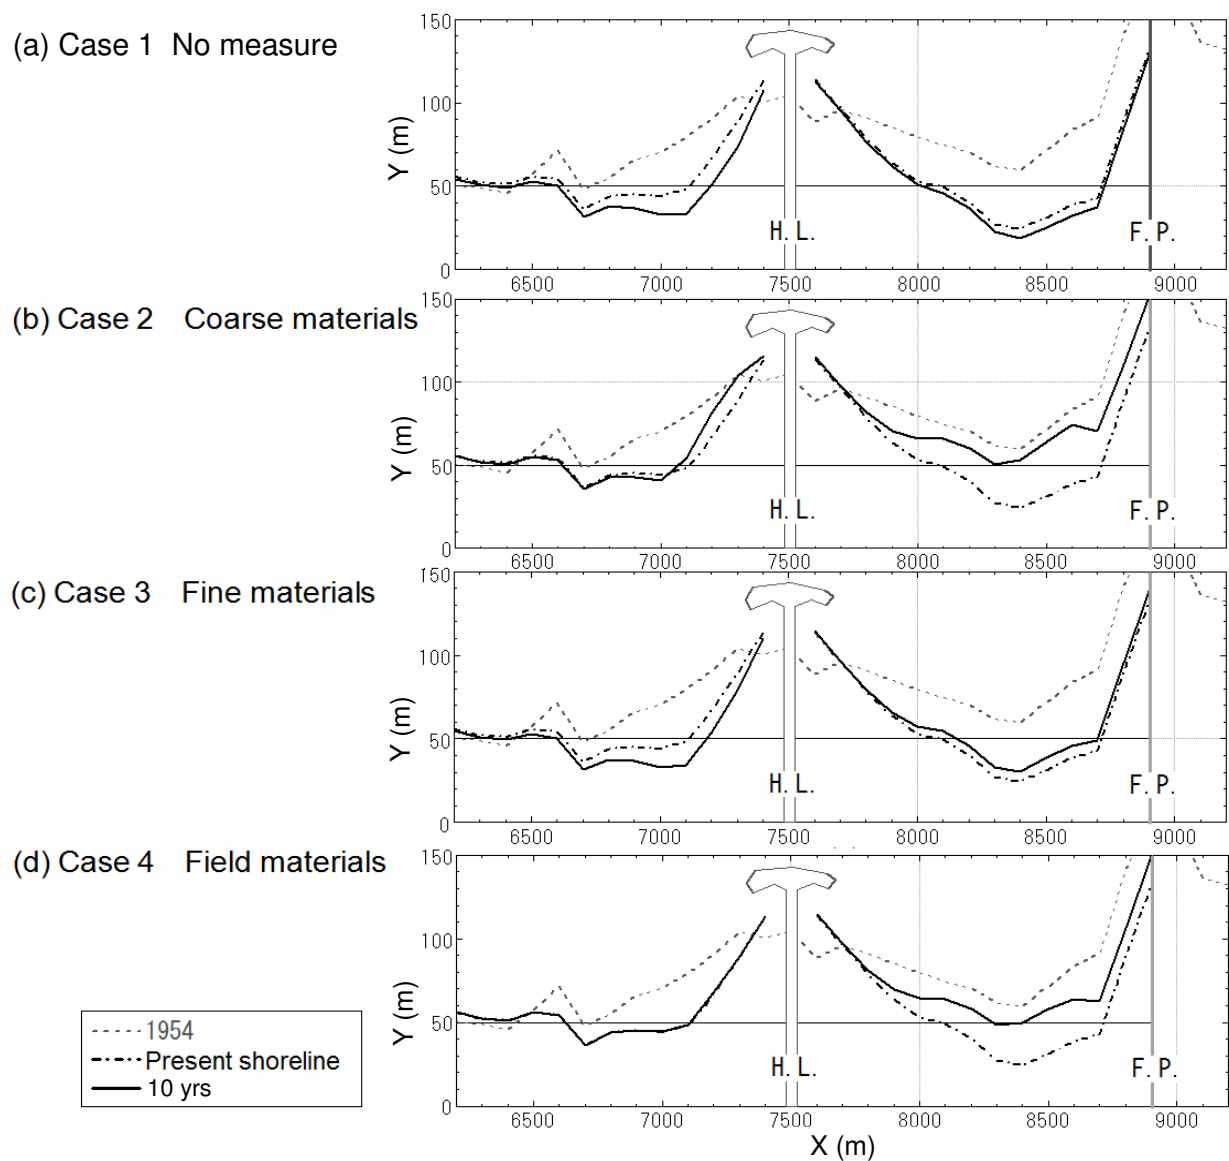 (a) Case 1 No measure
150
100
50
0
Y (m)
H. L.
F. P.
6500 7000 7500 8000 8500 9000
(b) Case 2 Coarse materials
150
100
50
0
Y (m)
H. L.
F. P.
6500 7000 7500 8000 8500 9000
(c) Case 3 Fine materials
150
100
50
0
Y (m)
H. L.
F. P.
6500 7000 7500 8000 8500 9000
(d) Case 4 Field materials
150
100
50
0
Y (m)
H. L.
F. P.
6500 7000 7500 8000 8500 9000
X (m)
1954
Present shoreline
10 yrs